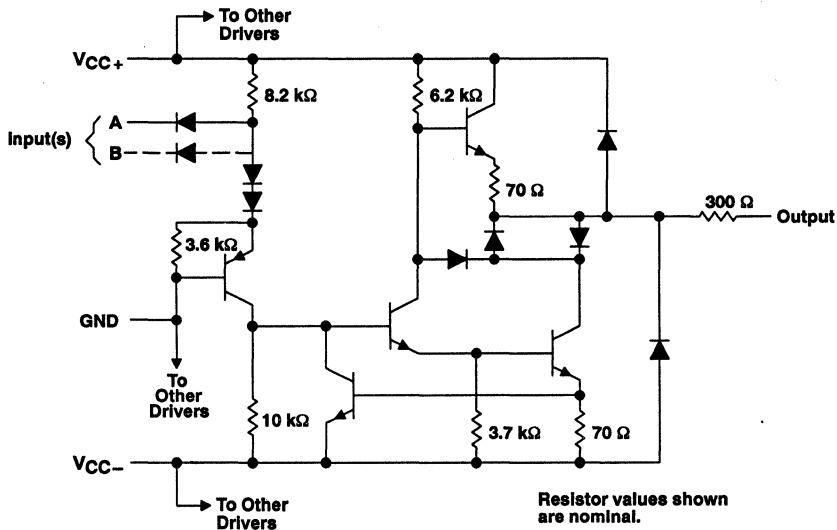 To Other
Drivers
VCC+
8.2 kΩ
6.2 kΩ
A
Input(s)
B
70 Ω
300 Ω
Output
3.6 kΩ
GND
To
Other
Drivers
10 kΩ
3.7 kΩ
70 Ω
VCC–
To Other
Drivers
Resistor values shown
are nominal.